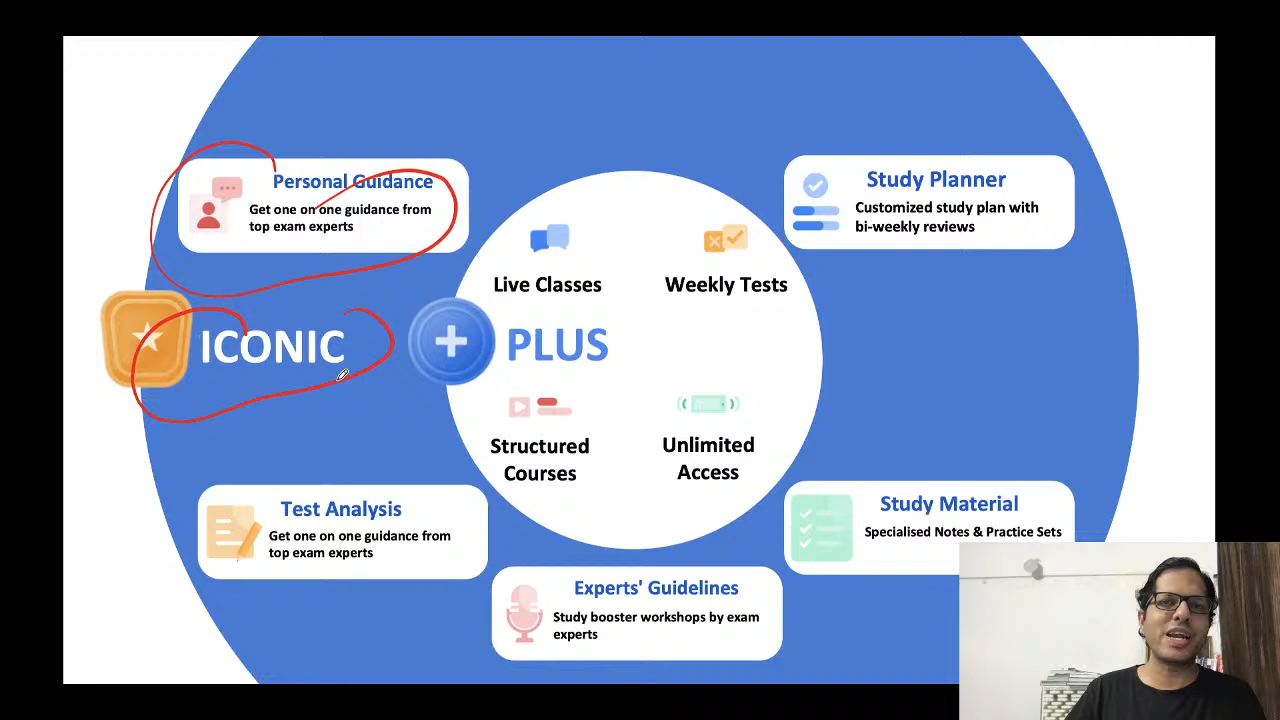 Personal Guidance
Get one on one guidance from
top exam experts
Study Planner
Customized study plan with
bi-weekly reviews
Live Classes
Weekly Tests
ICONIC
PLUS
Structured
Courses
Unlimited
Access
Test Analysis
Get one on one guidance from
top exam experts
Study Material
Specialised Notes & Practice Sets
Experts' Guidelines
Study booster workshops by exam
experts